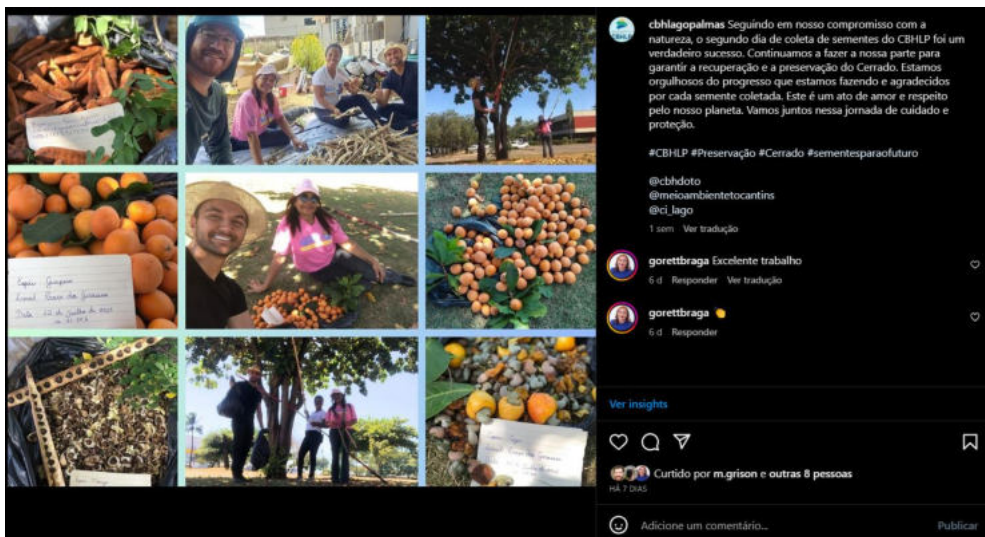 cbhlagopalmas Seguindo em nosso compromisso com a
natureza, o segundo dia de coleta de sementes do CBHLP foi um
verdadeiro sucesso. Continuamos a fazer a nossa parte para
garantir a recuperação e a preservação do Cerrado. Estamos
orgulhosos do progresso que estamos fazendo e agradecidos
por cada semente coletada. Este é um ato de amor e respeito
pelo nosso planeta. Vamos juntos nessa jornada de cuidado e
proteção.
#CBHLP #Preservação #Cerrado #sementesparaofuturo
@cbhdoto
@meioambientetocantins
@ci_lago
1 sem Ver tradução
gorettbraga Excelente trabalho
6 d Responder Ver tradução
gorettbraga 👏
6 d Responder
Ver insights
Curtido por m.grison e outras 8 pessoas
HÁ 7 DIAS
Adicione um comentário... Publicar
CBHLP
Local:
Data